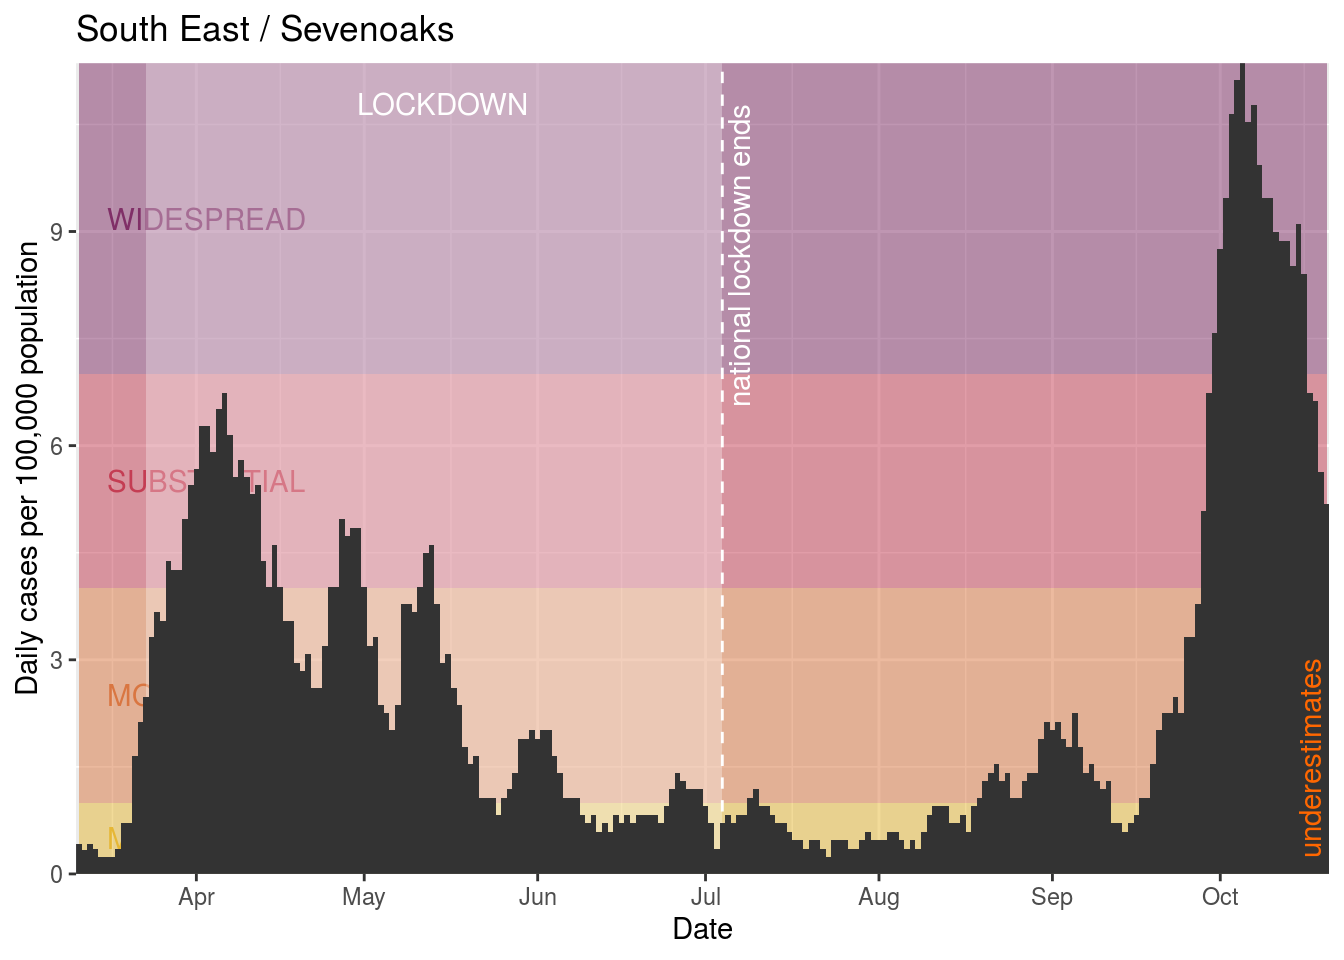 South East / Sevenoaks
LOCKDOWN
national lockdown ends
WIDESPREAD
SUBSTANTIAL
MO
M
underestimates
Daily cases per 100,000 population
9
6
3
0
Apr
May
Jun
Jul
Aug
Sep
Oct
Date